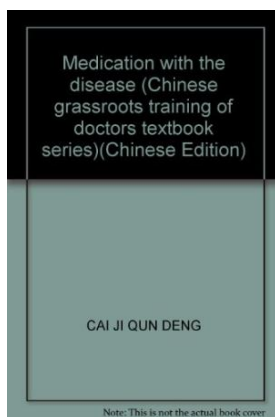 Medication with the
disease (Chinese
grassroots training of
doctors textbook
series)(Chinese Edition)
CAI JI QUN DENG
Note: This is not the actual book cover